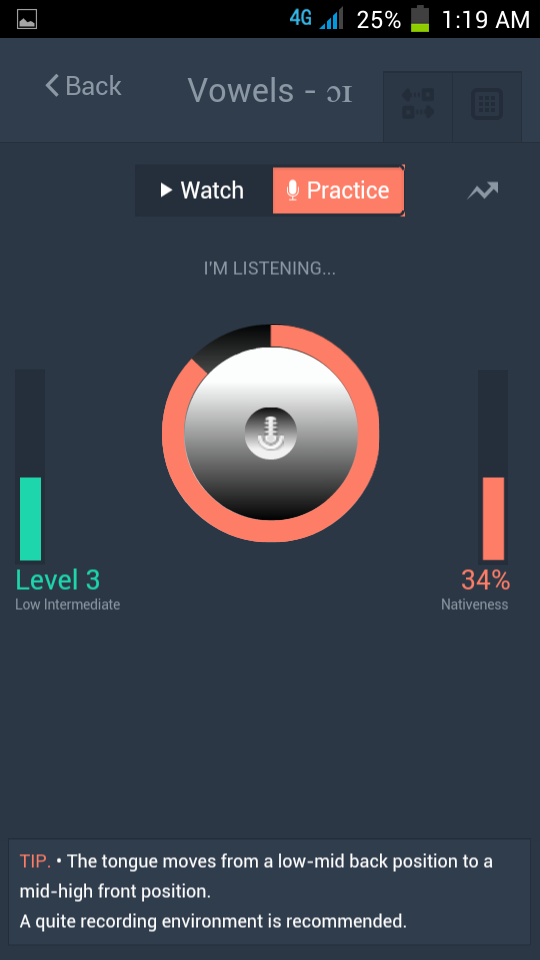 4G 25% 1:19 AM
Back Vowels - ɔɪ
Watch Practice
I'M LISTENING...
Level 3 34%
Low Intermediate Nativeness
TIP. • The tongue moves from a low-mid back position to a
mid-high front position.
A quite recording environment is recommended.